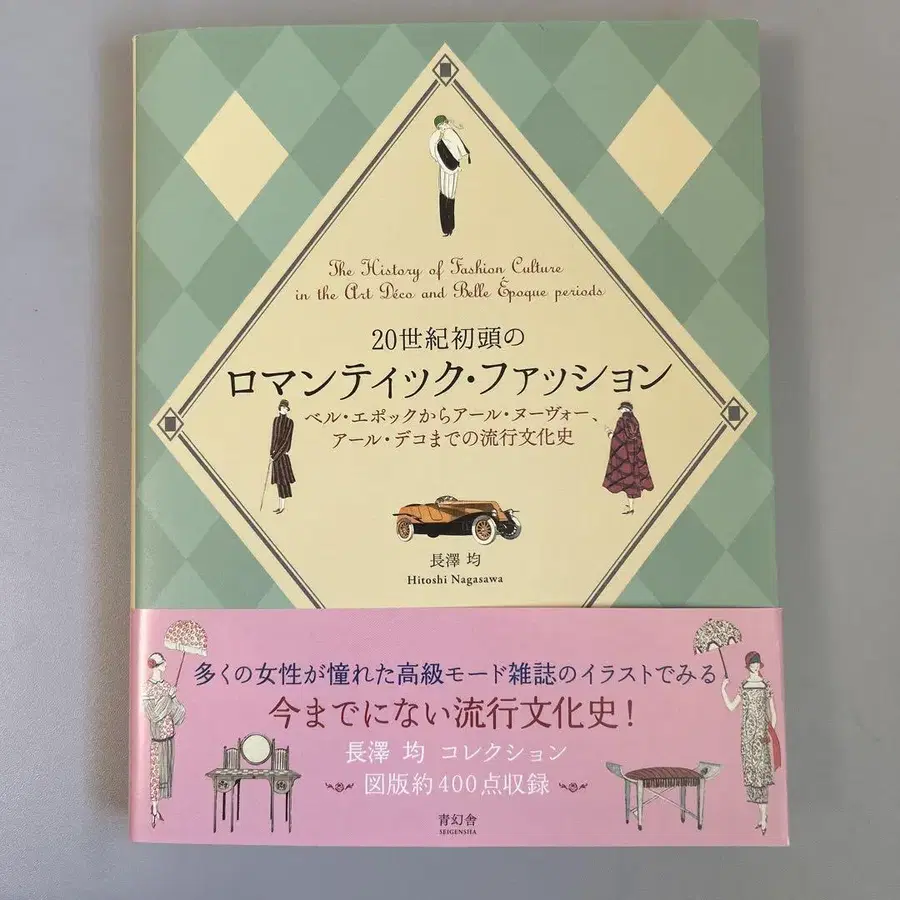 The History of Fashion Culture
in the Art Déco and Belle Époque periods
20世紀初頭の
ロマンティック・ファッション
ベル・エポックからアール・ヌーヴォー、
アール・デコまでの流行文化史
長澤 均
Hitoshi Nagasawa
多くの女性が憧れた高級モード雑誌のイラストでみる
今までにない流行文化史!
長澤 均 コレクション
図版約400点収録
青幻舎
SEIGENSHA